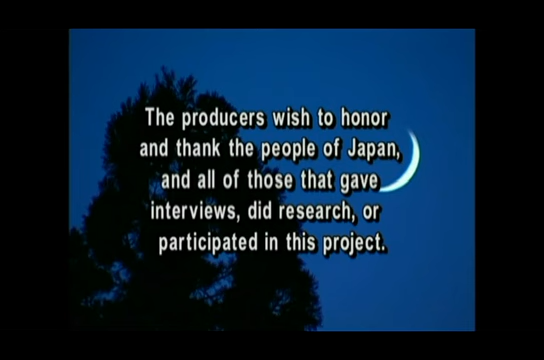 The producers wish to honor
and thank the people of Japan,
and all of those that gave
interviews, did research, or
participated in this project.